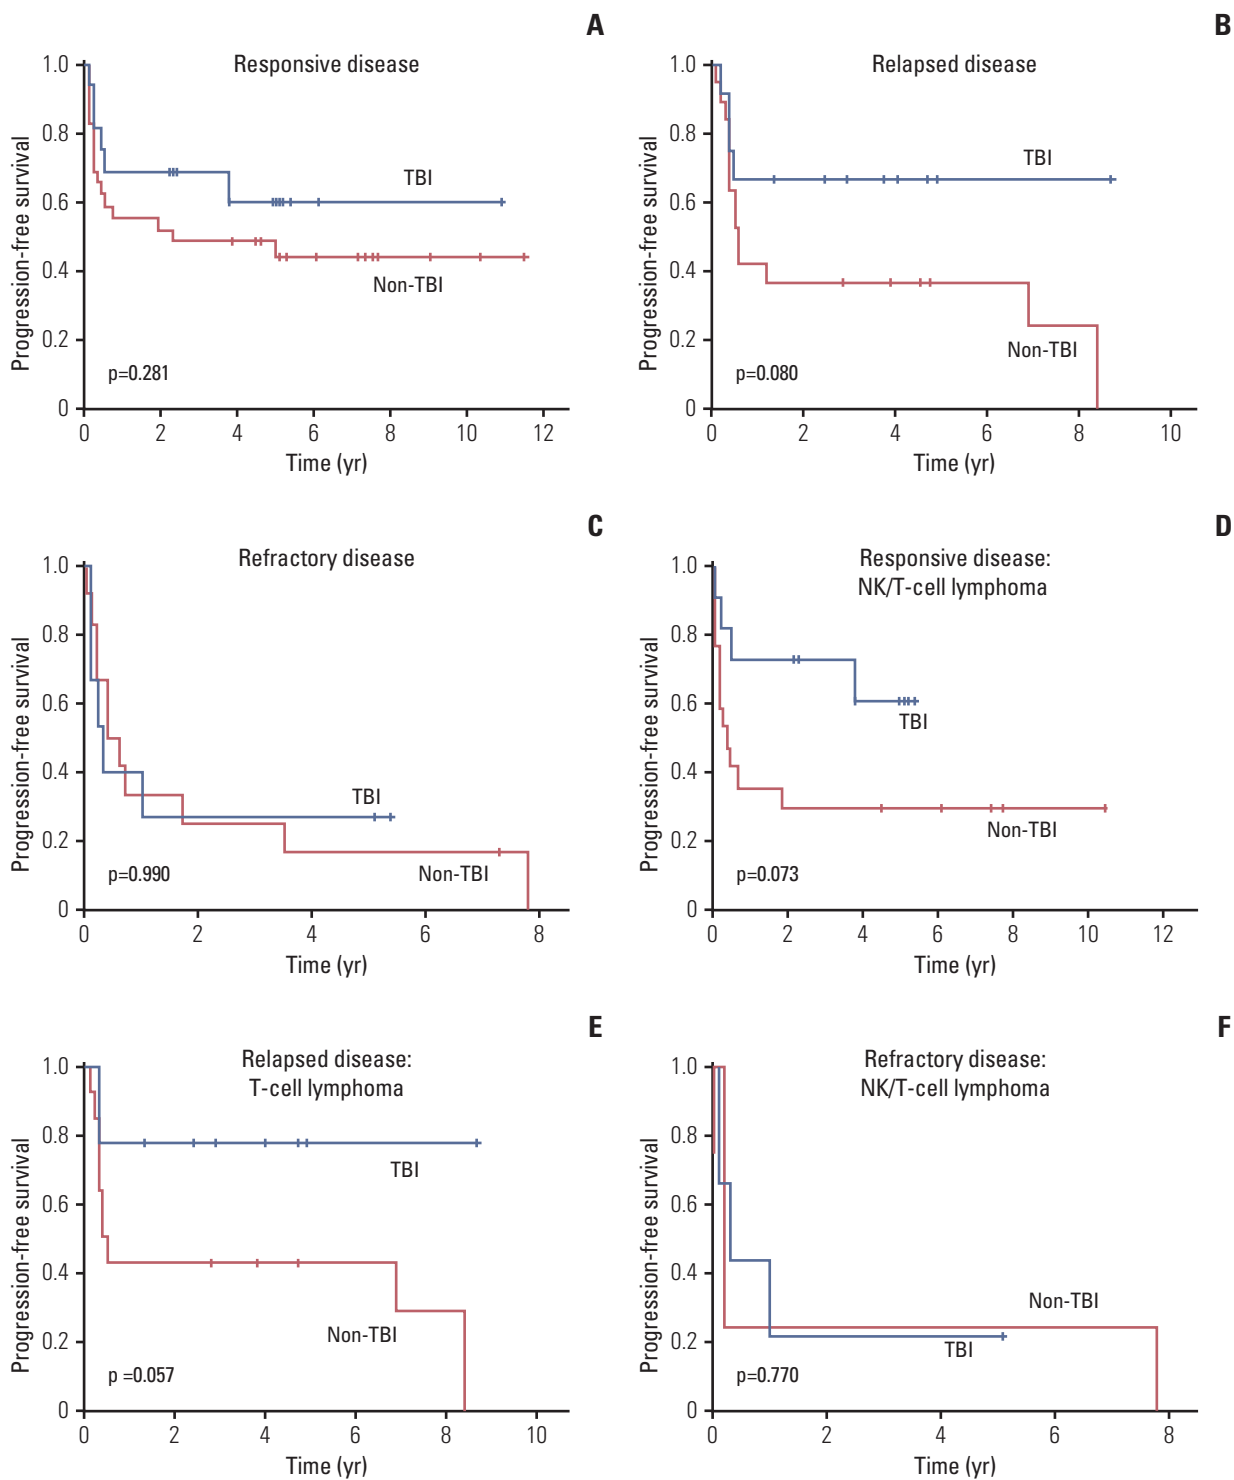 A
Responsive disease
Progression-free survival
1.0
0.8
0.6
0.4
0.2
0
TBI
Non-TBI
p=0.281
0 2 4 6 8 10 12
Time (yr)
B
Relapsed disease
Progression-free survival
1.0
0.8
0.6
0.4
0.2
0
TBI
Non-TBI
p=0.080
0 2 4 6 8 10
Time (yr)
C
Refractory disease
Progression-free survival
1.0
0.8
0.6
0.4
0.2
0
TBI
Non-TBI
p=0.990
0 2 4 6 8
Time (yr)
D
Responsive disease:
NK/T-cell lymphoma
Progression-free survival
1.0
0.8
0.6
0.4
0.2
0
TBI
Non-TBI
p=0.073
0 2 4 6 8 10 12
Time (yr)
E
Relapsed disease:
T-cell lymphoma
Progression-free survival
1.0
0.8
0.6
0.4
0.2
0
TBI
Non-TBI
p =0.057
0 2 4 6 8 10
Time (yr)
F
Refractory disease:
NK/T-cell lymphoma
Progression-free survival
1.0
0.8
0.6
0.4
0.2
0
Non-TBI
TBI
p=0.770
0 2 4 6 8
Time (yr)